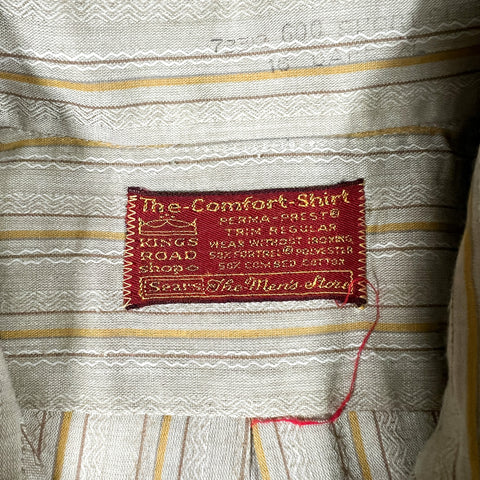 600
The-Comfort-Shirt
PERMA-PREST®
TRIM REGULAR
WEAR WITHOUT IRONING
50% FORTREL® POLYESTER
50% COMBED COTTON
KINGS
ROAD
Shop
Sears The Men's Store